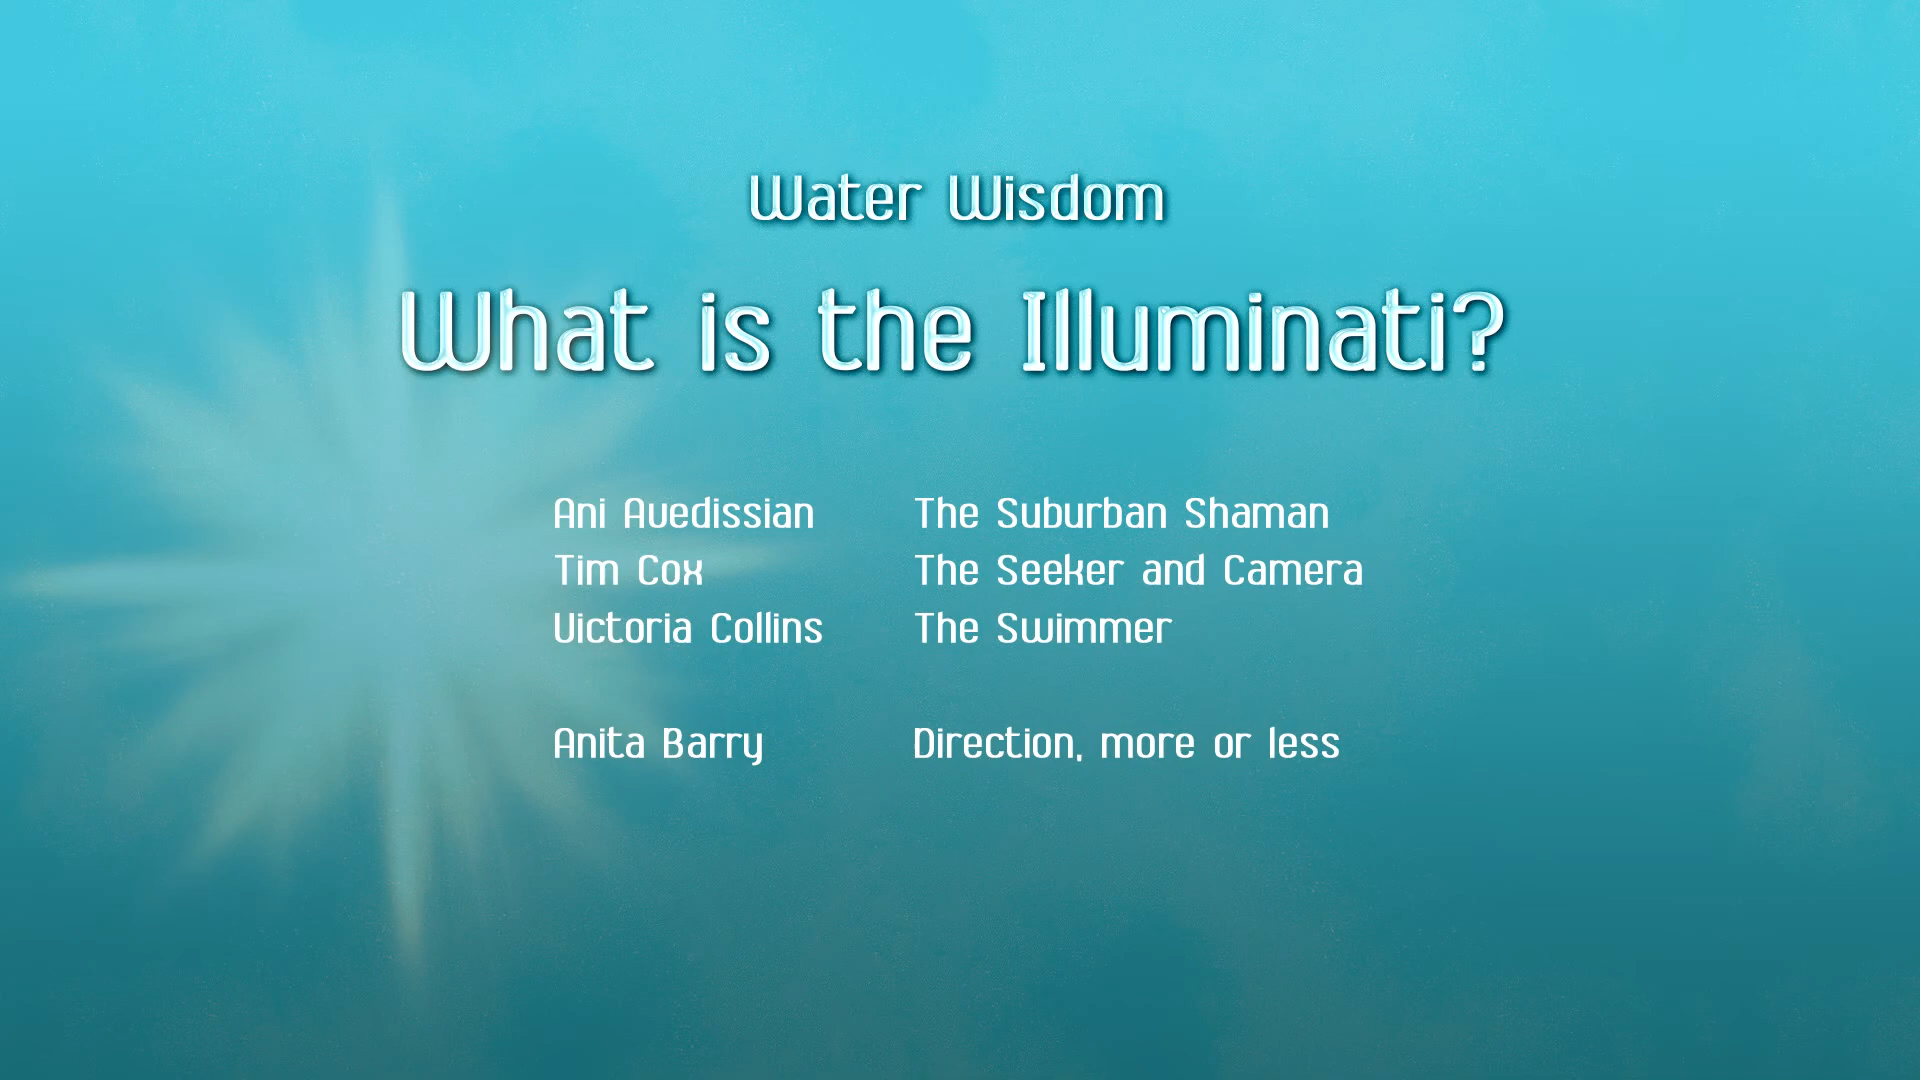 Water Wisdom
What is the Illuminati?
Ani Avedissian The Suburban Shaman
Tim Cox The Seeker and Camera
Victoria Collins The Swimmer
Anita Barry Direction, more or less